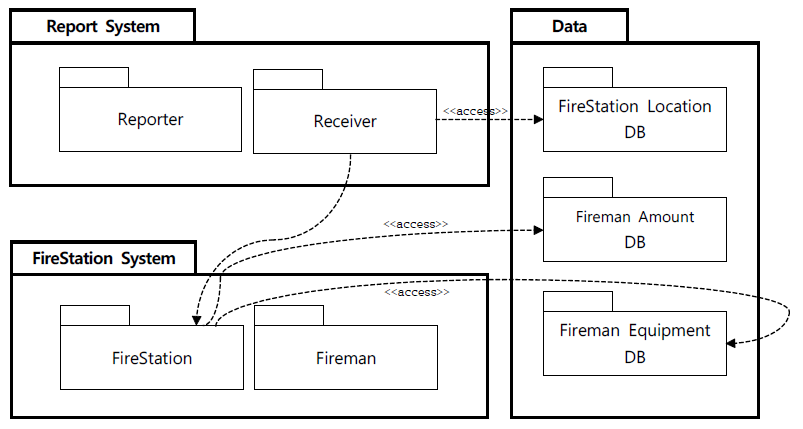 Report System
Data
Reporter
Receiver
<<access>>
FireStation Location
DB
<<access>>
Fireman Amount
DB
FireStation System
<<access>>
FireStation
Fireman
Fireman Equipment
DB